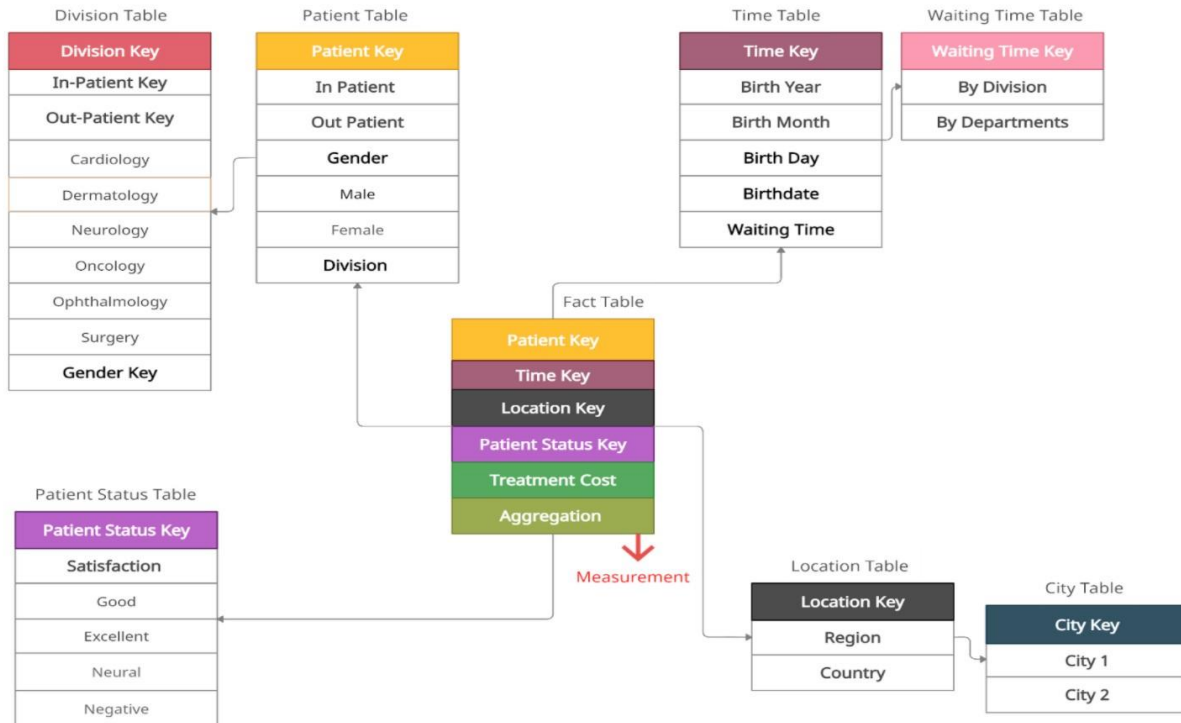 Division Table
Division Key
In-Patient Key
Out-Patient Key
Cardiology
Dermatology
Neurology
Oncology
Ophthalmology
Surgery
Gender Key
Patient Table
Patient Key
In Patient
Out Patient
Gender
Male
Female
Division
Time Table
Time Key
Birth Year
Birth Month
Birth Day
Birthdate
Waiting Time
Waiting Time Table
Waiting Time Key
By Division
By Departments
Fact Table
Patient Key
Time Key
Location Key
Patient Status Key
Treatment Cost
Aggregation
Measurement
Patient Status Table
Patient Status Key
Satisfaction
Good
Excellent
Neural
Negative
Location Table
Location Key
Region
Country
City Table
City Key
City 1
City 2